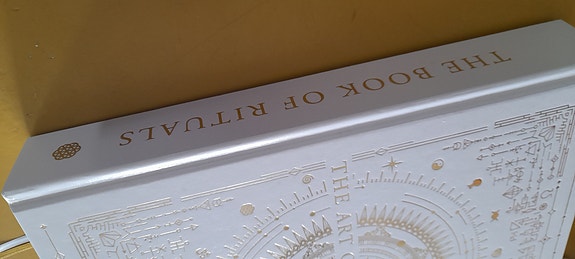 THE BOOK OF RITUALS
THE ART